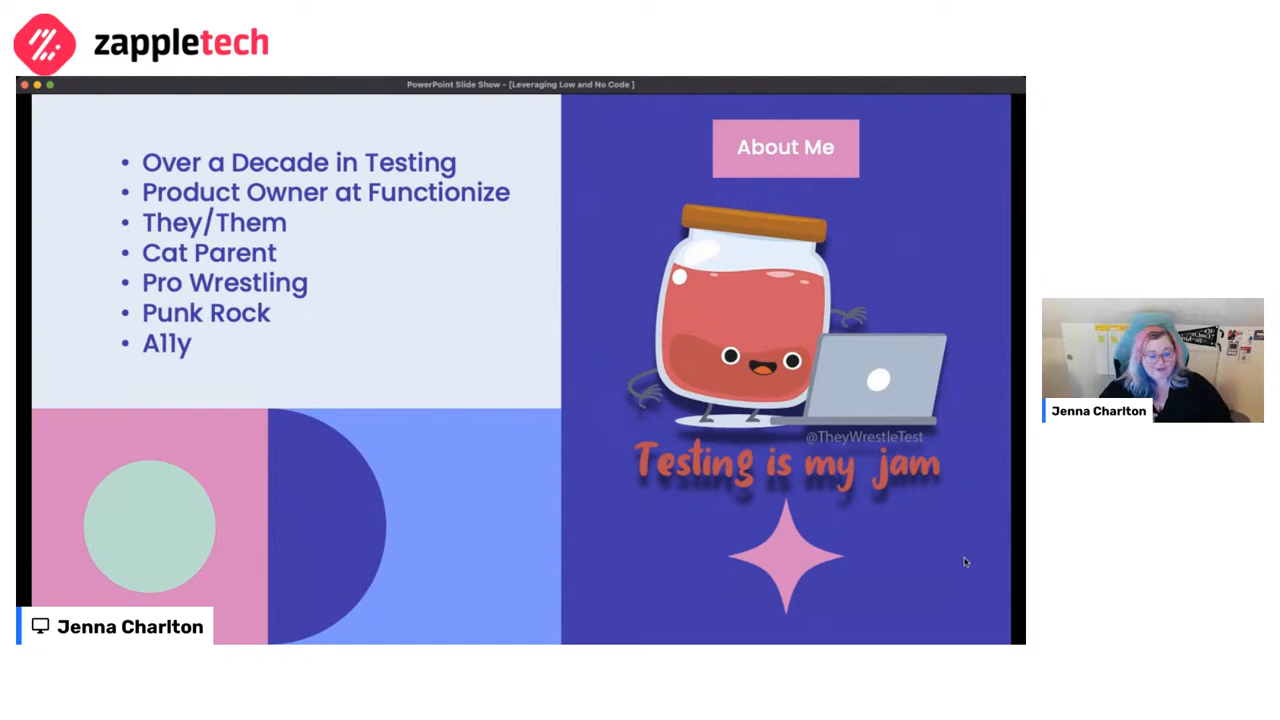 zappletech
PowerPoint Slide Show - [Leveraging Low and No Code ]
• Over a Decade in Testing
• Product Owner at Functionize
• They/Them
• Cat Parent
• Pro Wrestling
• Punk Rock
• A11y
About Me
@TheyWrestleTest
Testing is my jam
Jenna Charlton
Jenna Charlton